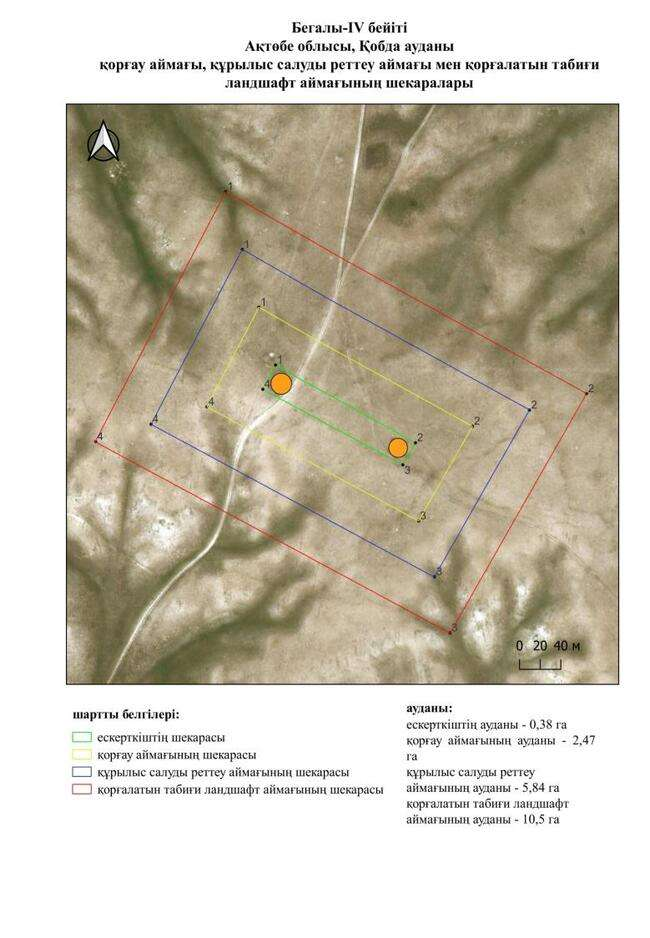 Бегалы-IV бейіті
Ақтөбе облысы, Қобда ауданы
қорғау аймағы, құрылыс салуды реттеу аймағы мен қорғалатын табиғи
ландшафт аймағының шекаралары
1
1
1
1
2
4
2
4
2
2
4
3
4
3
3
3
0 20 40 м
шартты белгілері:
ескерткіштің шекарасы
қорғау аймағының шекарасы
құрылыс салуды реттеу аймағының шекарасы
қорғалатын табиғи ландшафт аймағының шекарасы
ауданы:
ескерткіштің ауданы - 0,38 га
қорғау аймағының ауданы - 2,47
га
құрылыс салуды реттеу
аймағының ауданы - 5,84 га
қорғалатын табиғи ландшафт
аймағының ауданы - 10,5 га